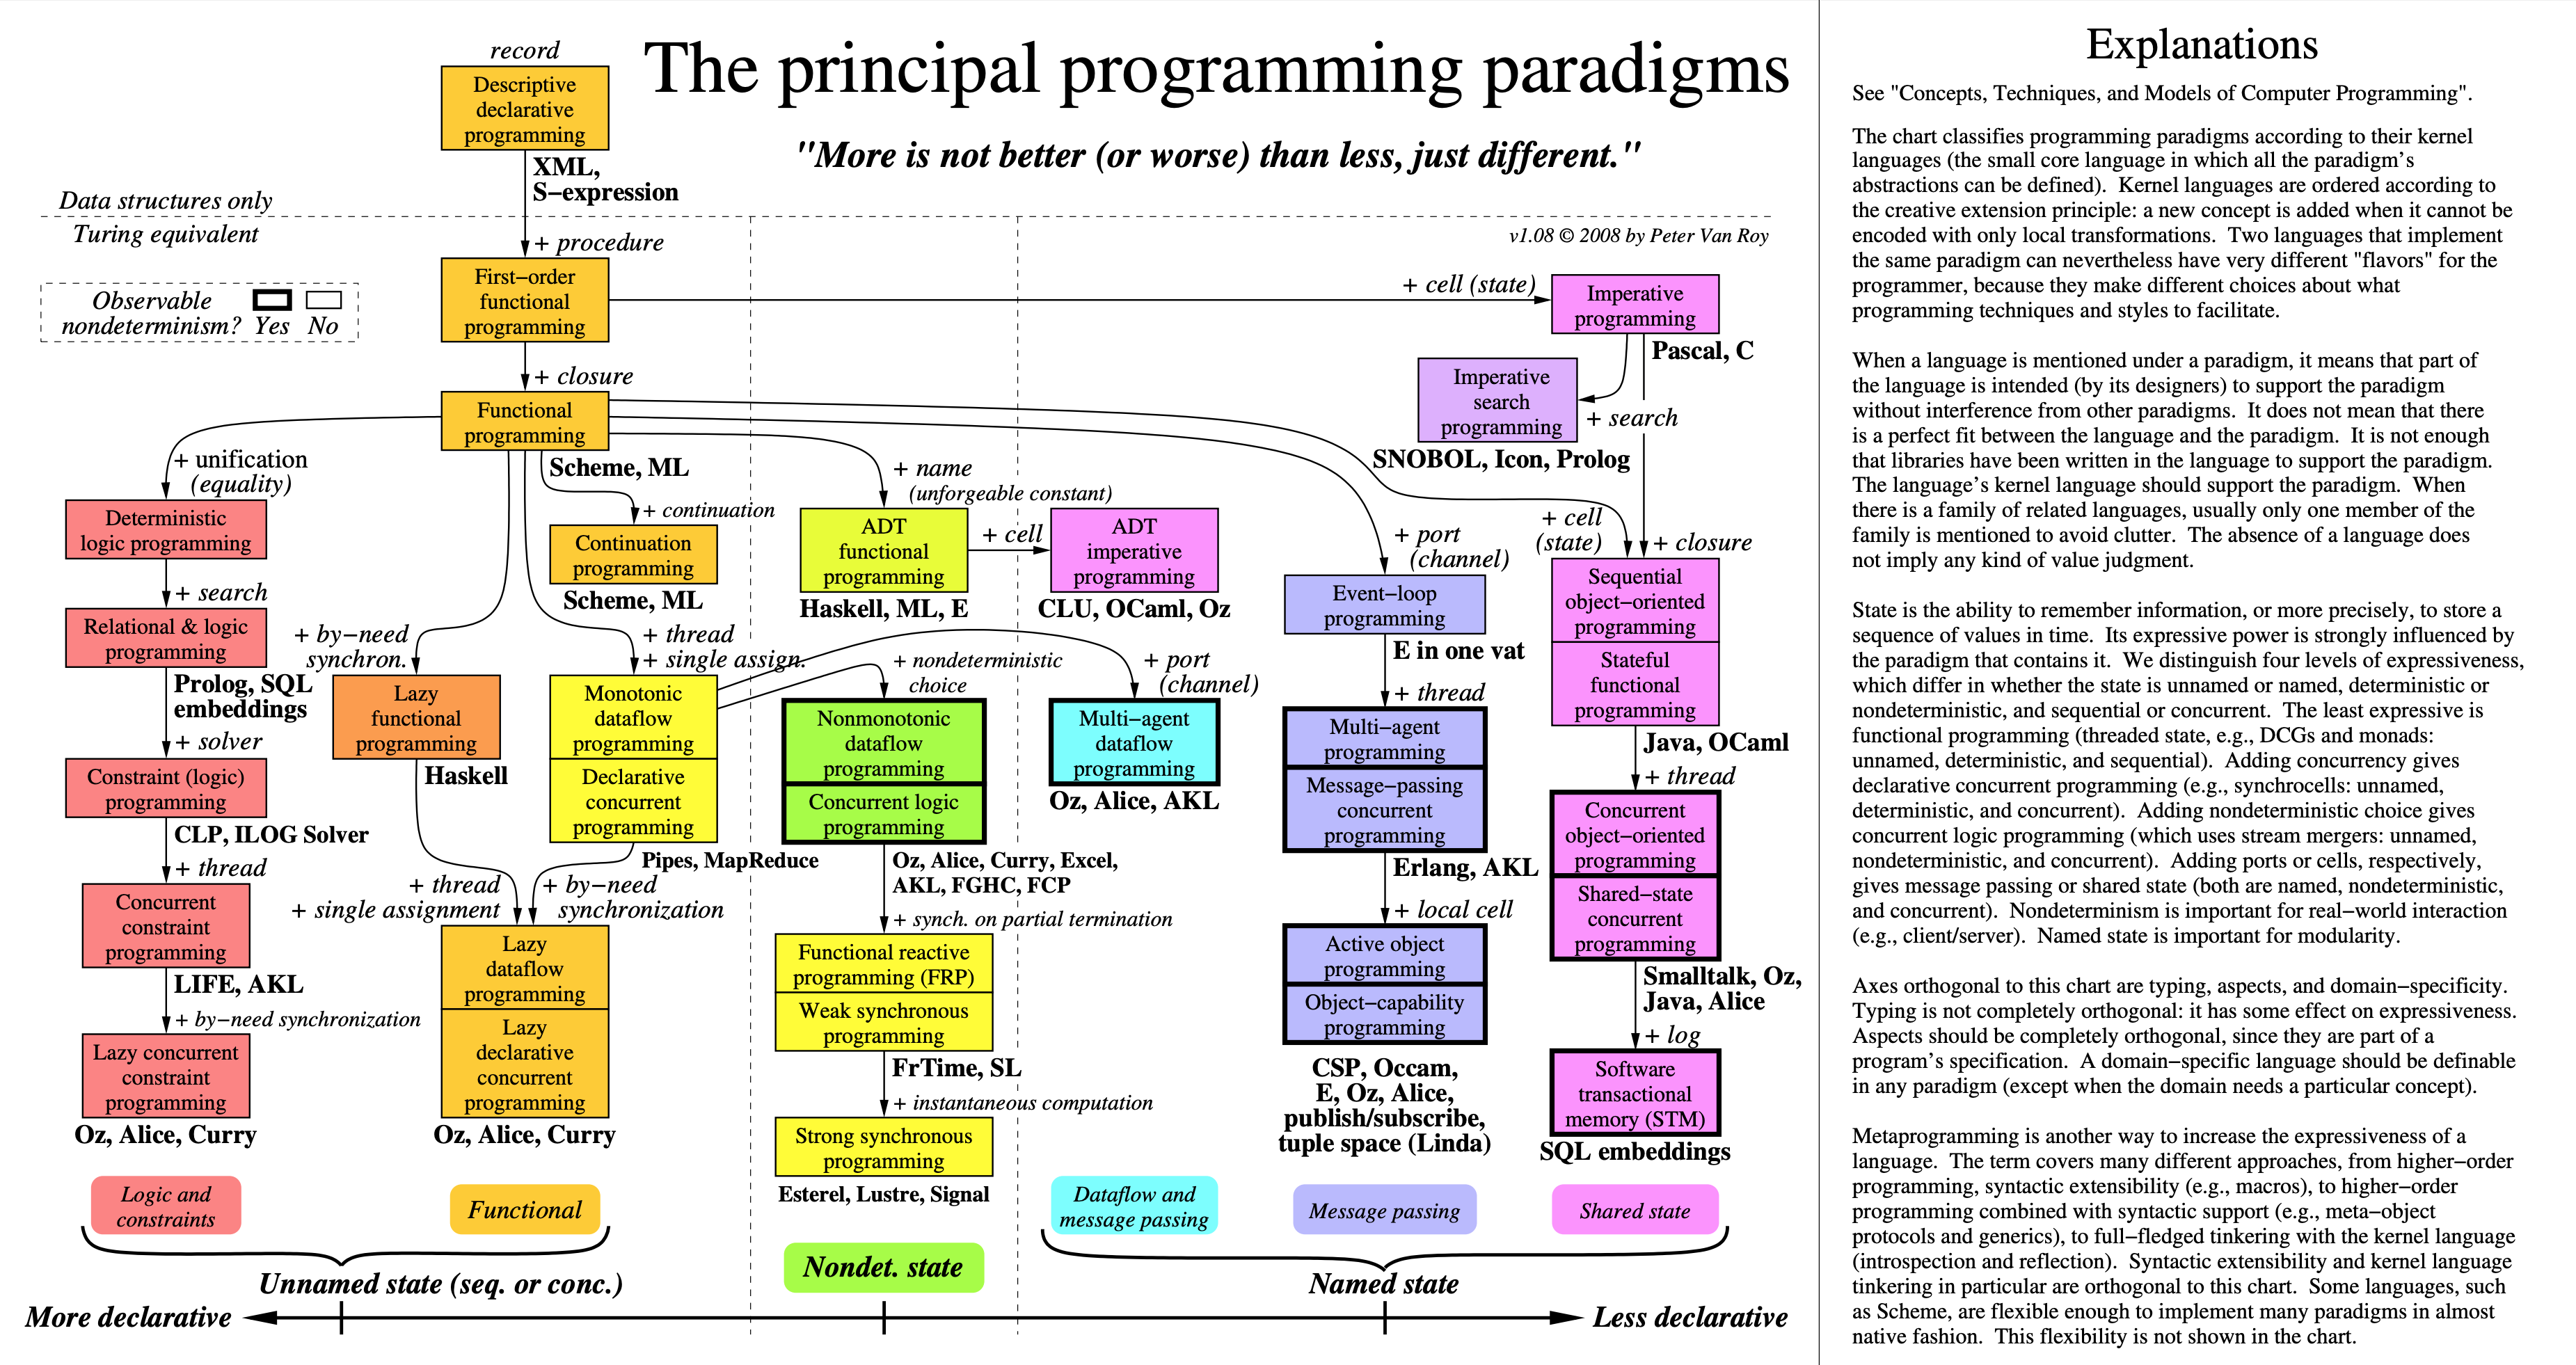 The principal programming paradigms
"More is not better (or worse) than less, just different."
record
Descriptive
declarative
programming
XML,
S−expression
Data structures only
Turing equivalent
v1.08 © 2008 by Peter Van Roy
Observable
nondeterminism?
Yes
No
+ procedure
First−order
functional
programming
+ cell (state)
Imperative
programming
Pascal, C
+ closure
Functional
programming
Scheme, ML
Imperative
search
programming
+ search
SNOBOL, Icon, Prolog
+ unification
(equality)
Deterministic
logic programming
+ search
Relational & logic
programming
Prolog, SQL
embeddings
+ solver
Constraint (logic)
programming
CLP, ILOG Solver
+ thread
Concurrent
constraint
programming
LIFE, AKL
+ by−need synchronization
Lazy concurrent
constraint
programming
Oz, Alice, Curry
+ continuation
Continuation
programming
Scheme, ML
+ by−need
synchron.
Lazy
functional
programming
Haskell
+ thread
+ single assign.
Monotonic
dataflow
programming
Declarative
concurrent
programming
Pipes, MapReduce
+ thread
+ single assignment
+ by−need
synchronization
Lazy
dataflow
programming
Lazy
declarative
concurrent
programming
Oz, Alice, Curry
+ name
(unforgeable constant)
ADT
functional
programming
Haskell, ML, E
+ cell
ADT
imperative
programming
CLU, OCaml, Oz
+ nondeterministic
choice
Nonmonotonic
dataflow
programming
Concurrent logic
programming
Oz, Alice, Curry, Excel,
AKL, FGHC, FCP
+ synch. on partial termination
Functional reactive
programming (FRP)
Weak synchronous
programming
FrTime, SL
+ instantaneous computation
Strong synchronous
programming
Esterel, Lustre, Signal
+ port
(channel)
Multi−agent
dataflow
programming
Oz, Alice, AKL
+ port
(channel)
Event−loop
programming
E in one vat
+ thread
Multi−agent
programming
Message−passing
concurrent
programming
Erlang, AKL
+ local cell
Active object
programming
Object−capability
programming
CSP, Occam,
E, Oz, Alice,
publish/subscribe,
tuple space (Linda)
+ cell
(state)
+ closure
Sequential
object−oriented
programming
Stateful
functional
programming
Java, OCaml
+ thread
Concurrent
object−oriented
programming
Shared−state
concurrent
programming
Smalltalk, Oz,
Java, Alice
+ log
Software
transactional
memory (STM)
SQL embeddings
Logic and
constraints
Functional
Dataflow and
message passing
Message passing
Shared state
Unnamed state (seq. or conc.)
Nondet. state
Named state
More declarative
Less declarative
Explanations
See "Concepts, Techniques, and Models of Computer Programming".
The chart classifies programming paradigms according to their kernel
languages (the small core language in which all the paradigm's
abstractions can be defined). Kernel languages are ordered according to
the creative extension principle: a new concept is added when it cannot be
encoded with only local transformations. Two languages that implement
the same paradigm can nevertheless have very different "flavors" for the
programmer, because they make different choices about what
programming techniques and styles to facilitate.
When a language is mentioned under a paradigm, it means that part of
the language is intended (by its designers) to support the paradigm
without interference from other paradigms. It does not mean that there
is a perfect fit between the language and the paradigm. It is not enough
that libraries have been written in the language to support the paradigm.
The language's kernel language should support the paradigm. When
there is a family of related languages, usually only one member of the
family is mentioned to avoid clutter. The absence of a language does
not imply any kind of value judgment.
State is the ability to remember information, or more precisely, to store a
sequence of values in time. Its expressive power is strongly influenced by
the paradigm that contains it. We distinguish four levels of expressiveness,
which differ in whether the state is unnamed or named, deterministic or
nondeterministic, and sequential or concurrent. The least expressive is
functional programming (threaded state, e.g., DCGs and monads:
unnamed, deterministic, and sequential). Adding concurrency gives
declarative concurrent programming (e.g., synchrocells: unnamed,
deterministic, and concurrent). Adding nondeterministic choice gives
concurrent logic programming (which uses stream mergers: unnamed,
nondeterministic, and concurrent). Adding ports or cells, respectively,
gives message passing or shared state (both are named, nondeterministic,
and concurrent). Nondeterminism is important for real−world interaction
(e.g., client/server). Named state is important for modularity.
Axes orthogonal to this chart are typing, aspects, and domain−specificity.
Typing is not completely orthogonal: it has some effect on expressiveness.
Aspects should be completely orthogonal, since they are part of a
program's specification. A domain−specific language should be definable
in any paradigm (except when the domain needs a particular concept).
Metaprogramming is another way to increase the expressiveness of a
language. The term covers many different approaches, from higher−order
programming, syntactic extensibility (e.g., macros), to higher−order
programming combined with syntactic support (e.g., meta−object
protocols and generics), to full−fledged tinkering with the kernel language
(introspection and reflection). Syntactic extensibility and kernel language
tinkering in particular are orthogonal to this chart. Some languages, such
as Scheme, are flexible enough to implement many paradigms in almost
native fashion. This flexibility is not shown in the chart.